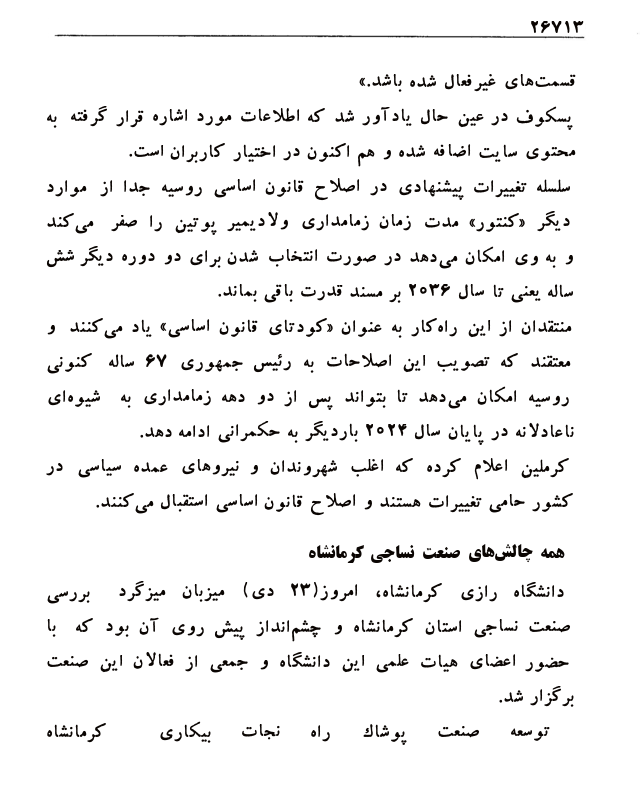 ۲۶۷۱۳
قسمت‌های غیرفعال شده باشد.»
پسکوف در عین حال یادآور شد که اطلاعات مورد اشاره قرار گرفته به
محتوی سایت اضافه شده و هم اکنون در اختیار کاربران است.
سلسله تغییرات پیشنهادی در اصلاح قانون اساسی روسیه جدا از موارد
دیگر «کنتور» مدت زمان زمامداری ولادیمیر پوتین را صفر می‌کند
و به وی امکان می‌دهد در صورت انتخاب شدن برای دو دوره دیگر شش
ساله یعنی تا سال ۲۰۳۶ بر مسند قدرت باقی بماند.
منتقدان از این راه‌کار به عنوان «کودتای قانون اساسی» یاد می‌کنند و
معتقند که تصویب این اصلاحات به رئیس جمهوری ۶۷ ساله کنونی
روسیه امکان می‌دهد تا بتواند پس از دو دهه زمامداری به شیوه‌ای
ناعادلانه در پایان سال ۲۰۲۴ باردیگر به حکمرانی ادامه دهد.
کرملین اعلام کرده که اغلب شهروندان و نیروهای عمده سیاسی در
کشور حامی تغییرات هستند و اصلاح قانون اساسی استقبال می‌کنند.
همه چالش‌های صنعت نساجی کرمانشاه
دانشگاه رازی کرمانشاه، امروز(۲۳ دی) میزبان میزگرد بررسی
صنعت نساجی استان کرمانشاه و چشم‌انداز پیش روی آن بود که با
حضور اعضای هیات علمی این دانشگاه و جمعی از فعالان این صنعت
برگزار شد.
توسعه صنعت پوشاك راه نجات بیکاری کرمانشاه